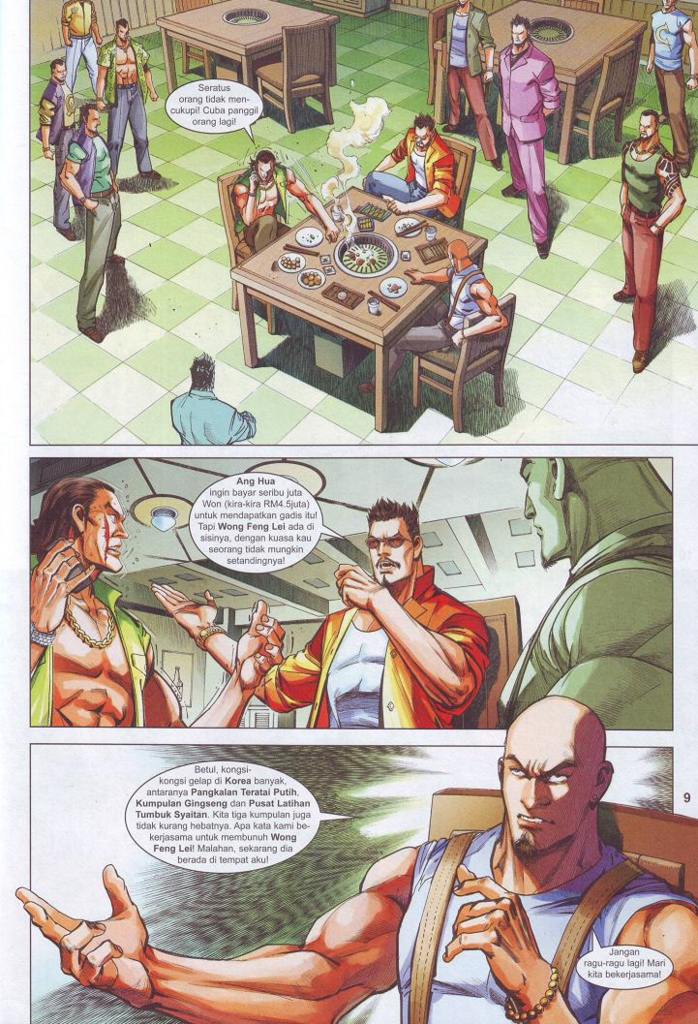 Seratus
orang tidak men-
cukupi! Cuba panggil
orang lagi!
Ang Hua
ingin bayar seribu juta
Won (kira-kira RM4.5juta)
untuk mendapatkan gadis itu!
Tapi Wong Feng Lei ada di
sisinya, dengan kuasa kau
seorang tidak mungkin
setandingnya!
Betul, kongsi-
kongsi gelap di Korea banyak,
antaranya Pangkalan Teratai Putih,
Kumpulan Gingseng dan Pusat Latihan
Tumbuk Syaitan. Kita tiga kumpulan juga
tidak kurang hebatnya. Apa kata kami be-
kerjasama untuk membunuh Wong
Feng Lei! Malahan, sekarang dia
berada di tempat aku!
9
Jangan
ragu-ragu lagi! Mari
kita bekerjasama!